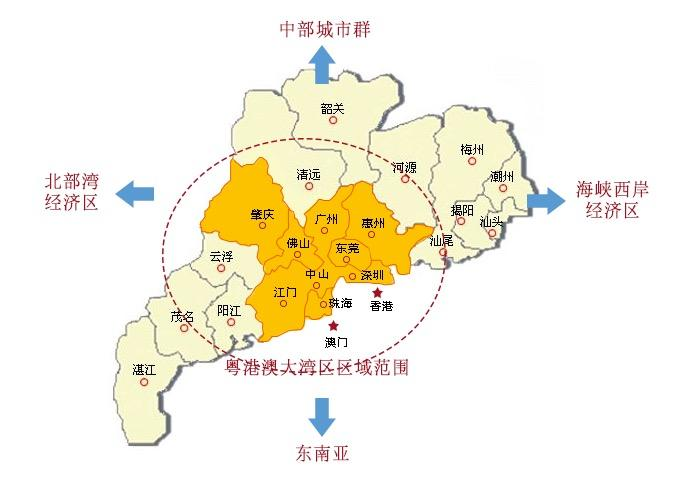 中部城市群
韶关
梅州
河源
清远
潮州
北部湾
经济区
海峡西岸
经济区
肇庆
广州
惠州
揭阳
汕头
佛山
东莞
汕尾
云浮
中山
深圳
江门
珠海
香港
阳江
茂名
澳门
湛江
粤港澳大湾区区域范围
东南亚